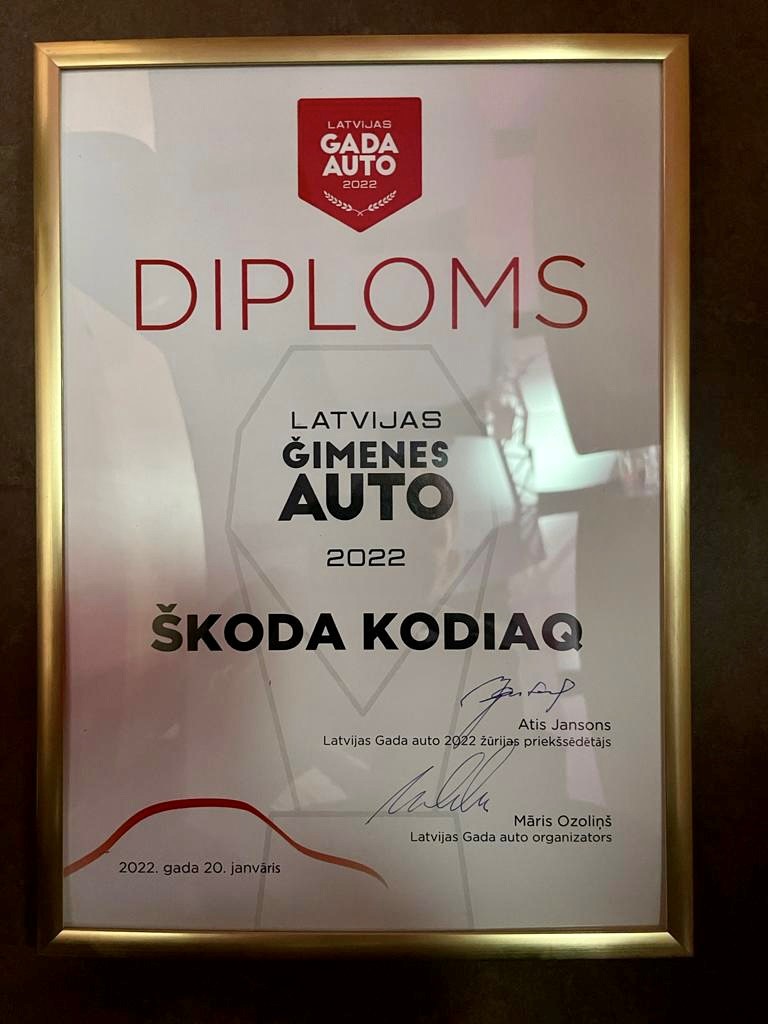 LATVIJAS
GADA
AUTO
2022
DIPLOMS
LATVIJAS
ĞIMENES
AUTO
2022
ŠKODA KODIAQ
Atis Jansons
Latvijas Gada auto 2022 žūrijas priekšsēdētājs
Māris Ozoliņš
Latvijas Gada auto organizators
2022. gada 20. janvāris